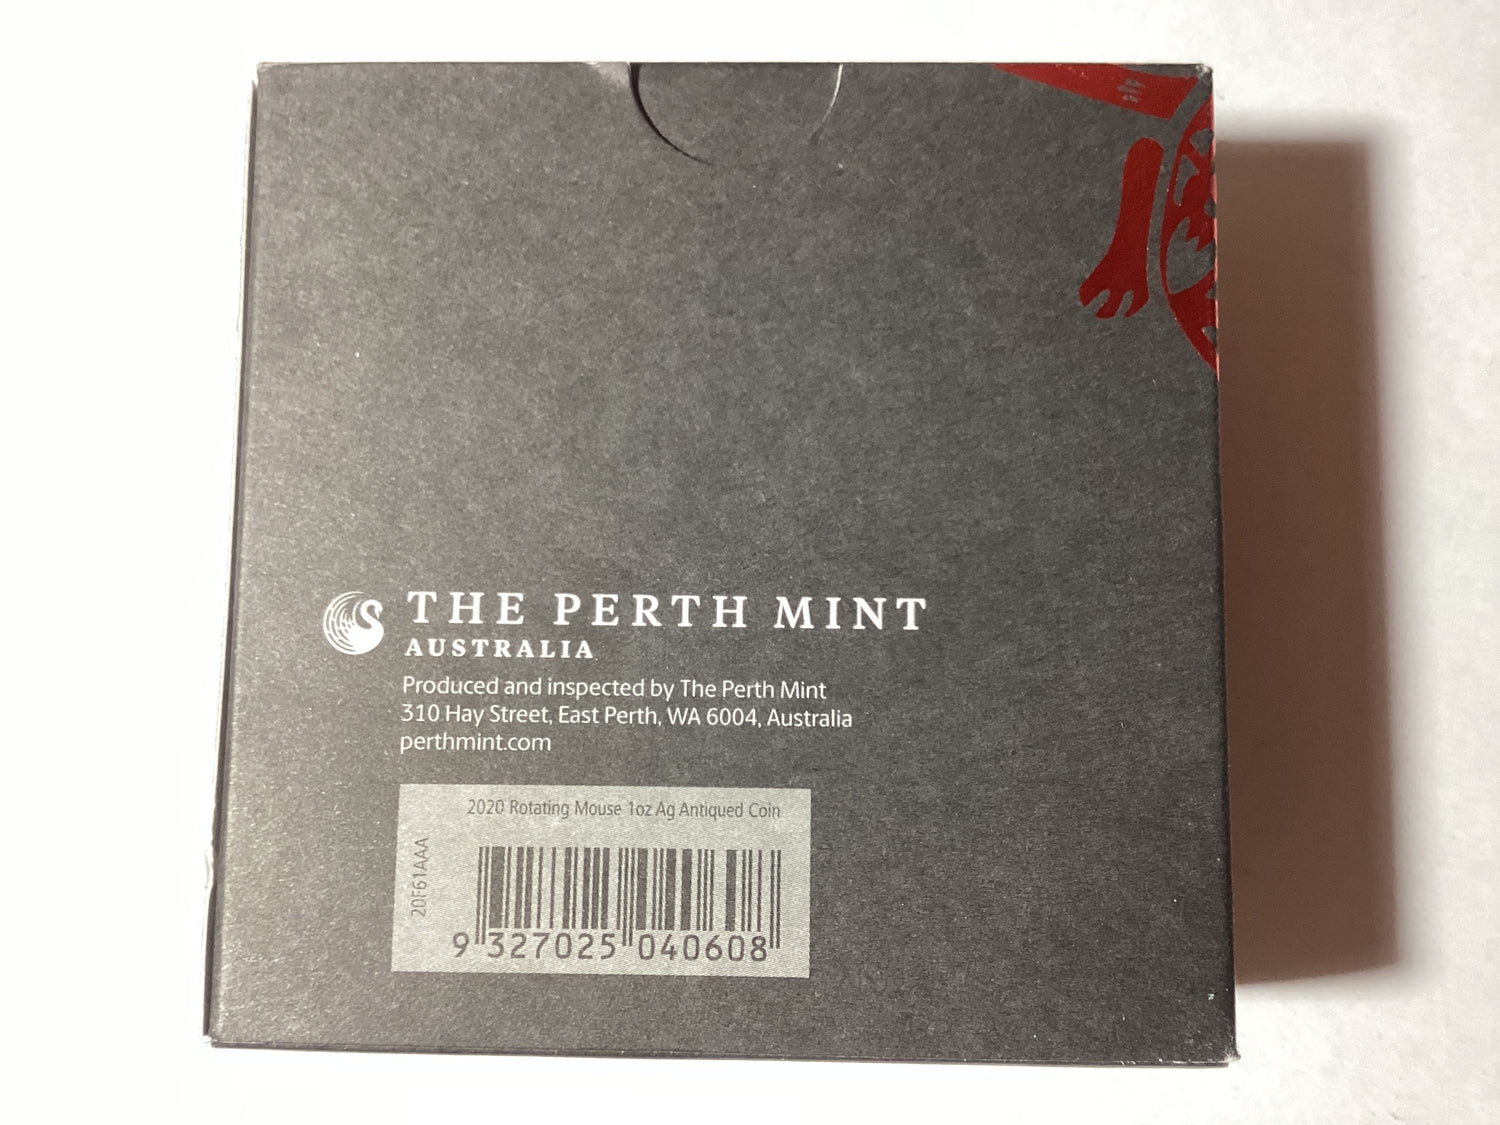 THE PERTH MINT
AUSTRALIA
Produced and inspected by The Perth Mint
310 Hay Street, East Perth, WA 6004, Australia
perthmint.com
2020 Rotating Mouse 1oz Ag Antiqued Coin
20F61AAA
9 327025 040608